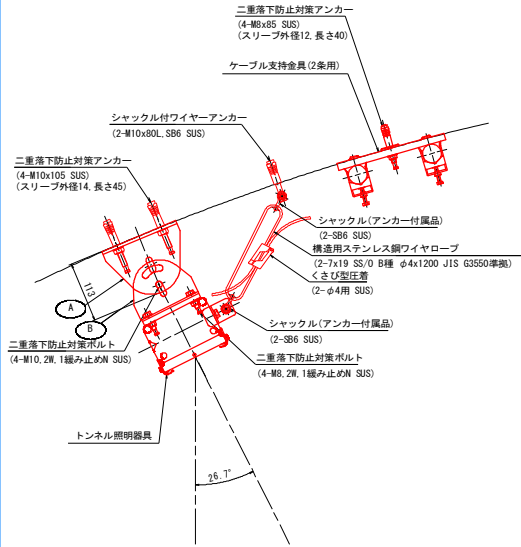 二重落下防止対策アンカー
(4-M8x85 SUS)
(スリーブ外径12, 長さ40)
ケーブル支持金具(2条用)
シャックル付ワイヤーアンカー
(2-M10x80L, SB6 SUS)
二重落下防止対策アンカー
(4-M10x105 SUS)
(スリーブ外径14, 長さ45)
シャックル(アンカー付属品)
(2-SB6 SUS)
構造用ステンレス鋼ワイヤロープ
(2-7x19 SS/O B種 φ4x1200 JIS G3550準拠)
くさび型圧着
(2-φ4用 SUS)
113
A
B
シャックル(アンカー付属品)
(2-SB6 SUS)
二重落下防止対策ボルト
(4-M10, 2W, 1緩み止めN SUS)
二重落下防止対策ボルト
(4-M8, 2W, 1緩み止めN SUS)
トンネル照明器具
26.7°